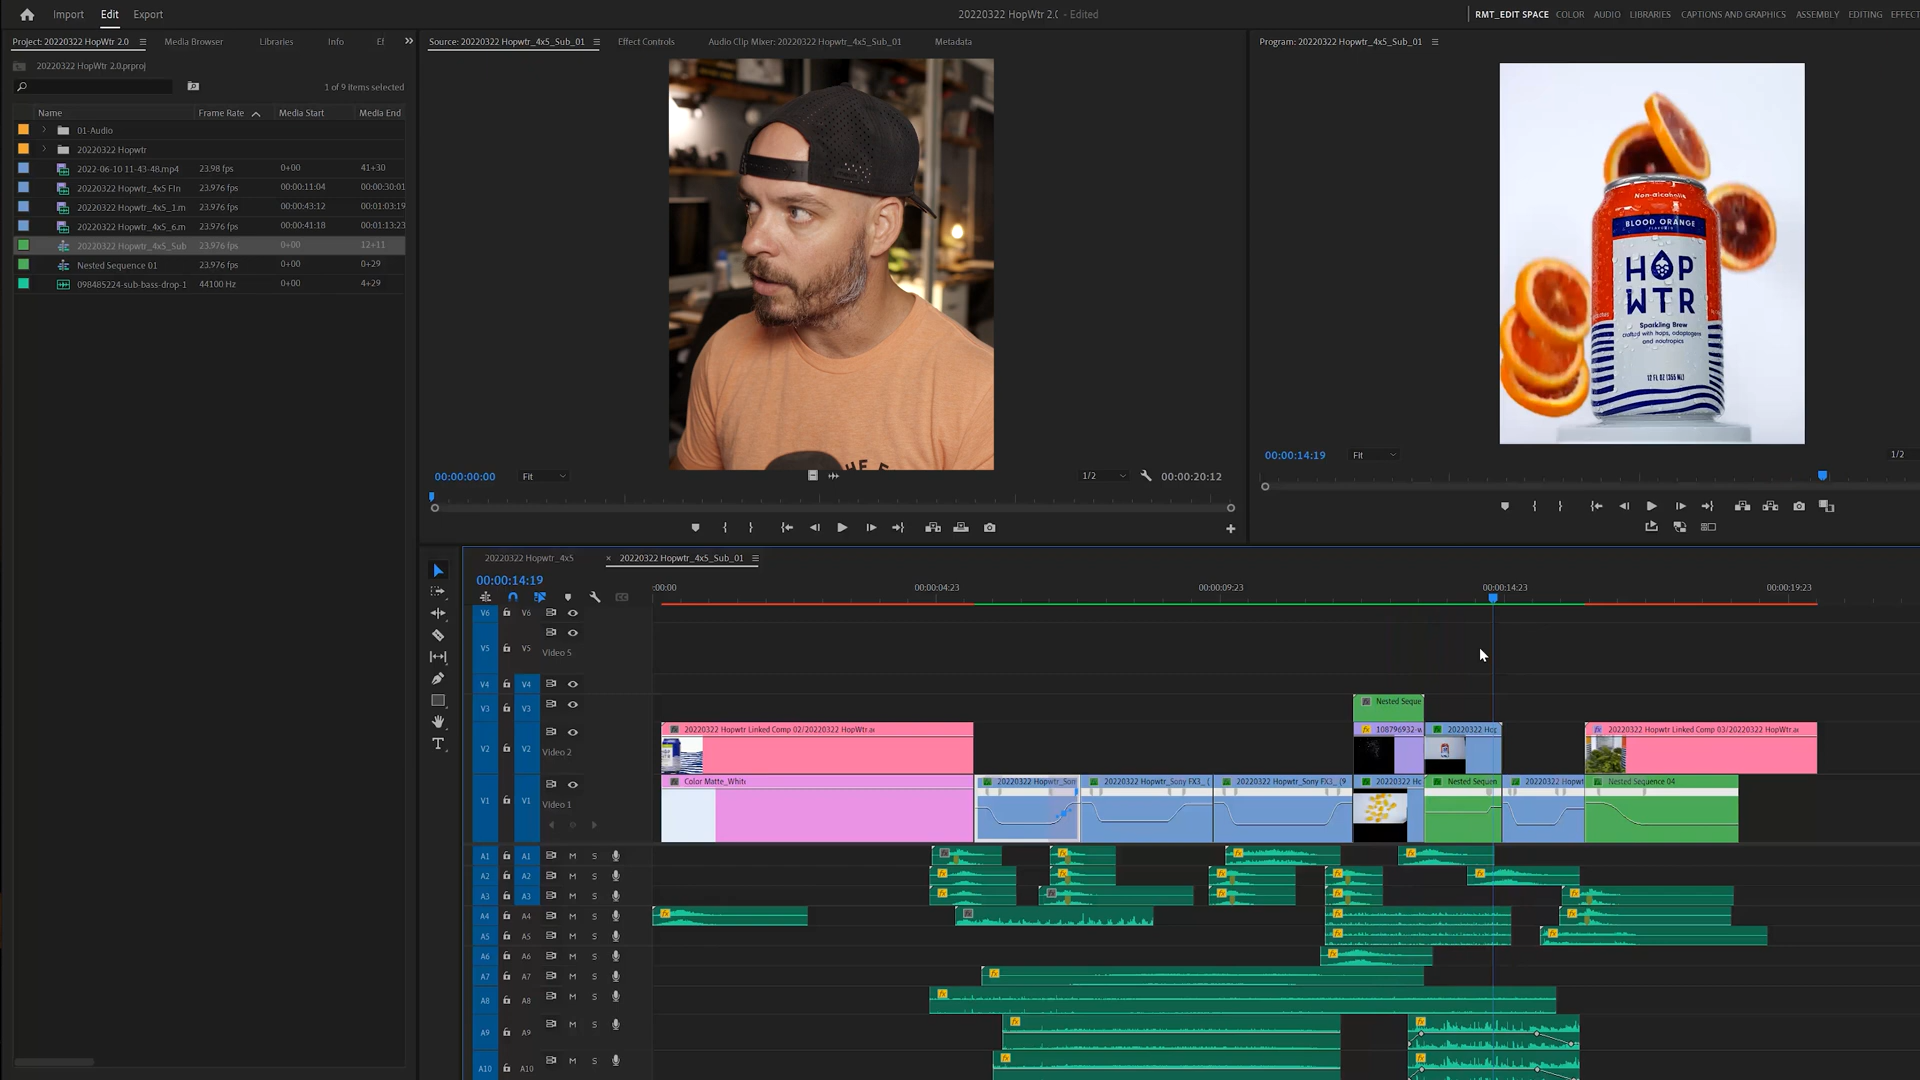 Import Edit Export
20220322 HopWtr 2.0 - Edited
RMT_EDIT SPACE COLOR AUDIO LIBRARIES CAPTIONS AND GRAPHICS ASSEMBLY EDITING EFFECT
Project: 20220322 HopWtr 2.0 Media Browser Libraries Info Ef
Source: 20220322 Hopwtr_4x5_Sub_01 Effect Controls Audio Clip Mixer: 20220322 Hopwtr_4x5_Sub_01 Metadata
Program: 20220322 Hopwtr_4x5_Sub_01
20220322 HopWtr 2.0.prproj
1 of 9 items selected
Name Frame Rate Media Start Media End
01-Audio
20220322 Hopwtr
2022-06-10 11-43-48.mp4 23.98 fps 0+00 41+30
20220322 Hopwtr_4x5 FIn 23.976 fps 00:00:11:04 00:00:30:01
20220322 Hopwtr_4x5_1.m 23.976 fps 00:00:43:12 00:01:03:19
20220322 Hopwtr_4x5_6.m 23.976 fps 00:00:41:18 00:01:13:23
20220322 Hopwtr_4x5_Sub 23.976 fps 0+00 12+11
Nested Sequence 01 23.976 fps 0+00 0+29
098485224-sub-bass-drop-1 44100 Hz 0+00 4+29
Non-alcoholic
BLOOD ORANGE
FLAVORED
HOP
WTR
Sparkling Brew
crafted with hops, adaptogens
and nootropics
12 FL OZ (355 ML)
00:00:00:00 Fit 1/2 00:00:20:12
00:00:14:19 Fit 1/2
20220322 Hopwtr_4x5 × 20220322 Hopwtr_4x5_Sub_01
00:00:14:19
:00:00 00:00:04:23 00:00:09:23 00:00:14:23 00:00:19:23
V6 V6
V5 V5 Video 5
V4 V4
V3 V3
Nested Seque
V2 V2 Video 2
20220322 Hopwtr Linked Comp 02/20220322 HopWtr.ae 108796932-w 20220322 Hop 20220322 Hopwtr Linked Comp 03/20220322 HopWtr.ae
V1 V1 Video 1
Color Matte_White 20220322 Hopwtr_Son 20220322 Hopwtr_Sony FX3_ ( 20220322 Hopwtr_Sony FX3_ (9 20220322 Ho Nested Sequen 20220322 Hopwt Nested Sequence 04
A1 A1 M S
A2 A2 M S
A3 A3 M S
A4 A4 M S
A5 A5 M S
A6 A6 M S
A7 A7 M S
A8 A8 M S
A9 A9 M S
A10 A10 M S